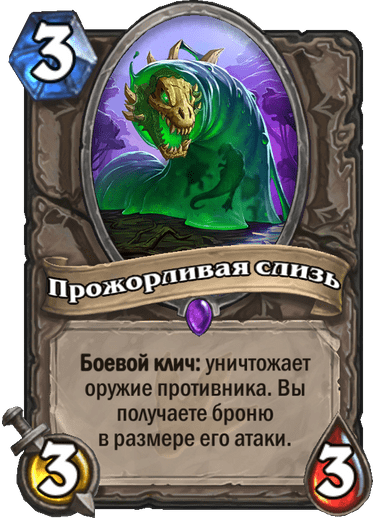 3
Прожорливая слизь
Боевой клич: уничтожает
оружие противника. Вы
получаете броню
в размере его атаки.
3
3